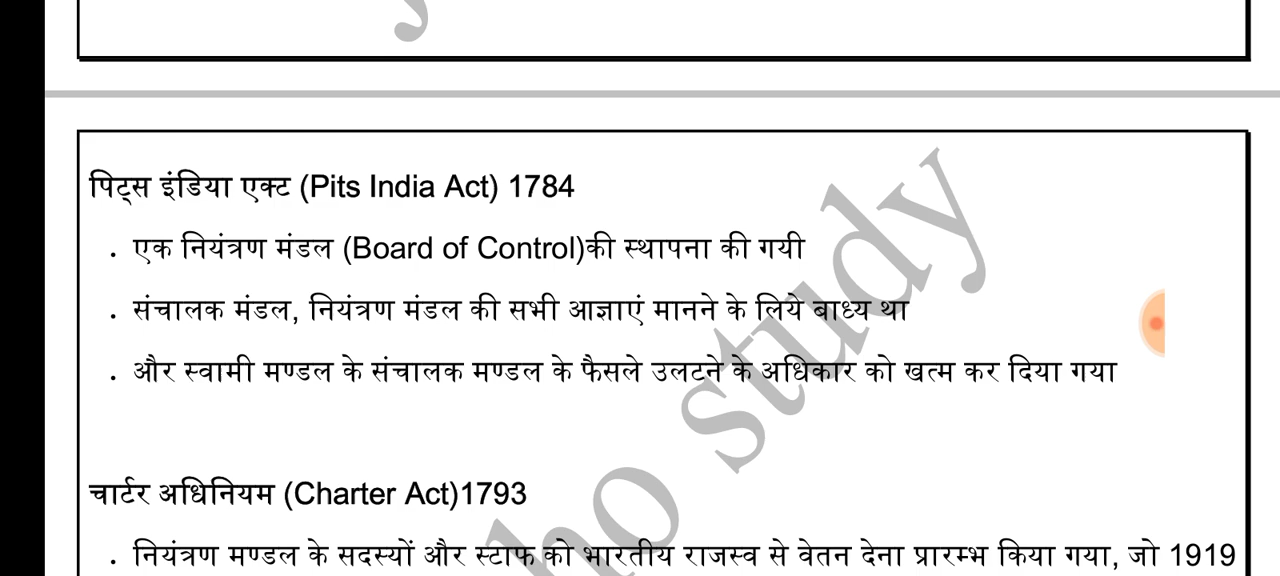 पिट्स इंडिया एक्ट (Pits India Act) 1784
. एक नियंत्रण मंडल (Board of Control)की स्थापना की गयी
. संचालक मंडल, नियंत्रण मंडल की सभी आज्ञाएं मानने के लिये बाध्य था
. और स्वामी मण्डल के संचालक मण्डल के फैसले उलटने के अधिकार को खत्म कर दिया गया
चार्टर अधिनियम (Charter Act)1793
. नियंत्रण मण्डल के सदस्यों और स्टाफ को भारतीय राजस्व से वेतन देना प्रारम्भ किया गया, जो 1919
ho study